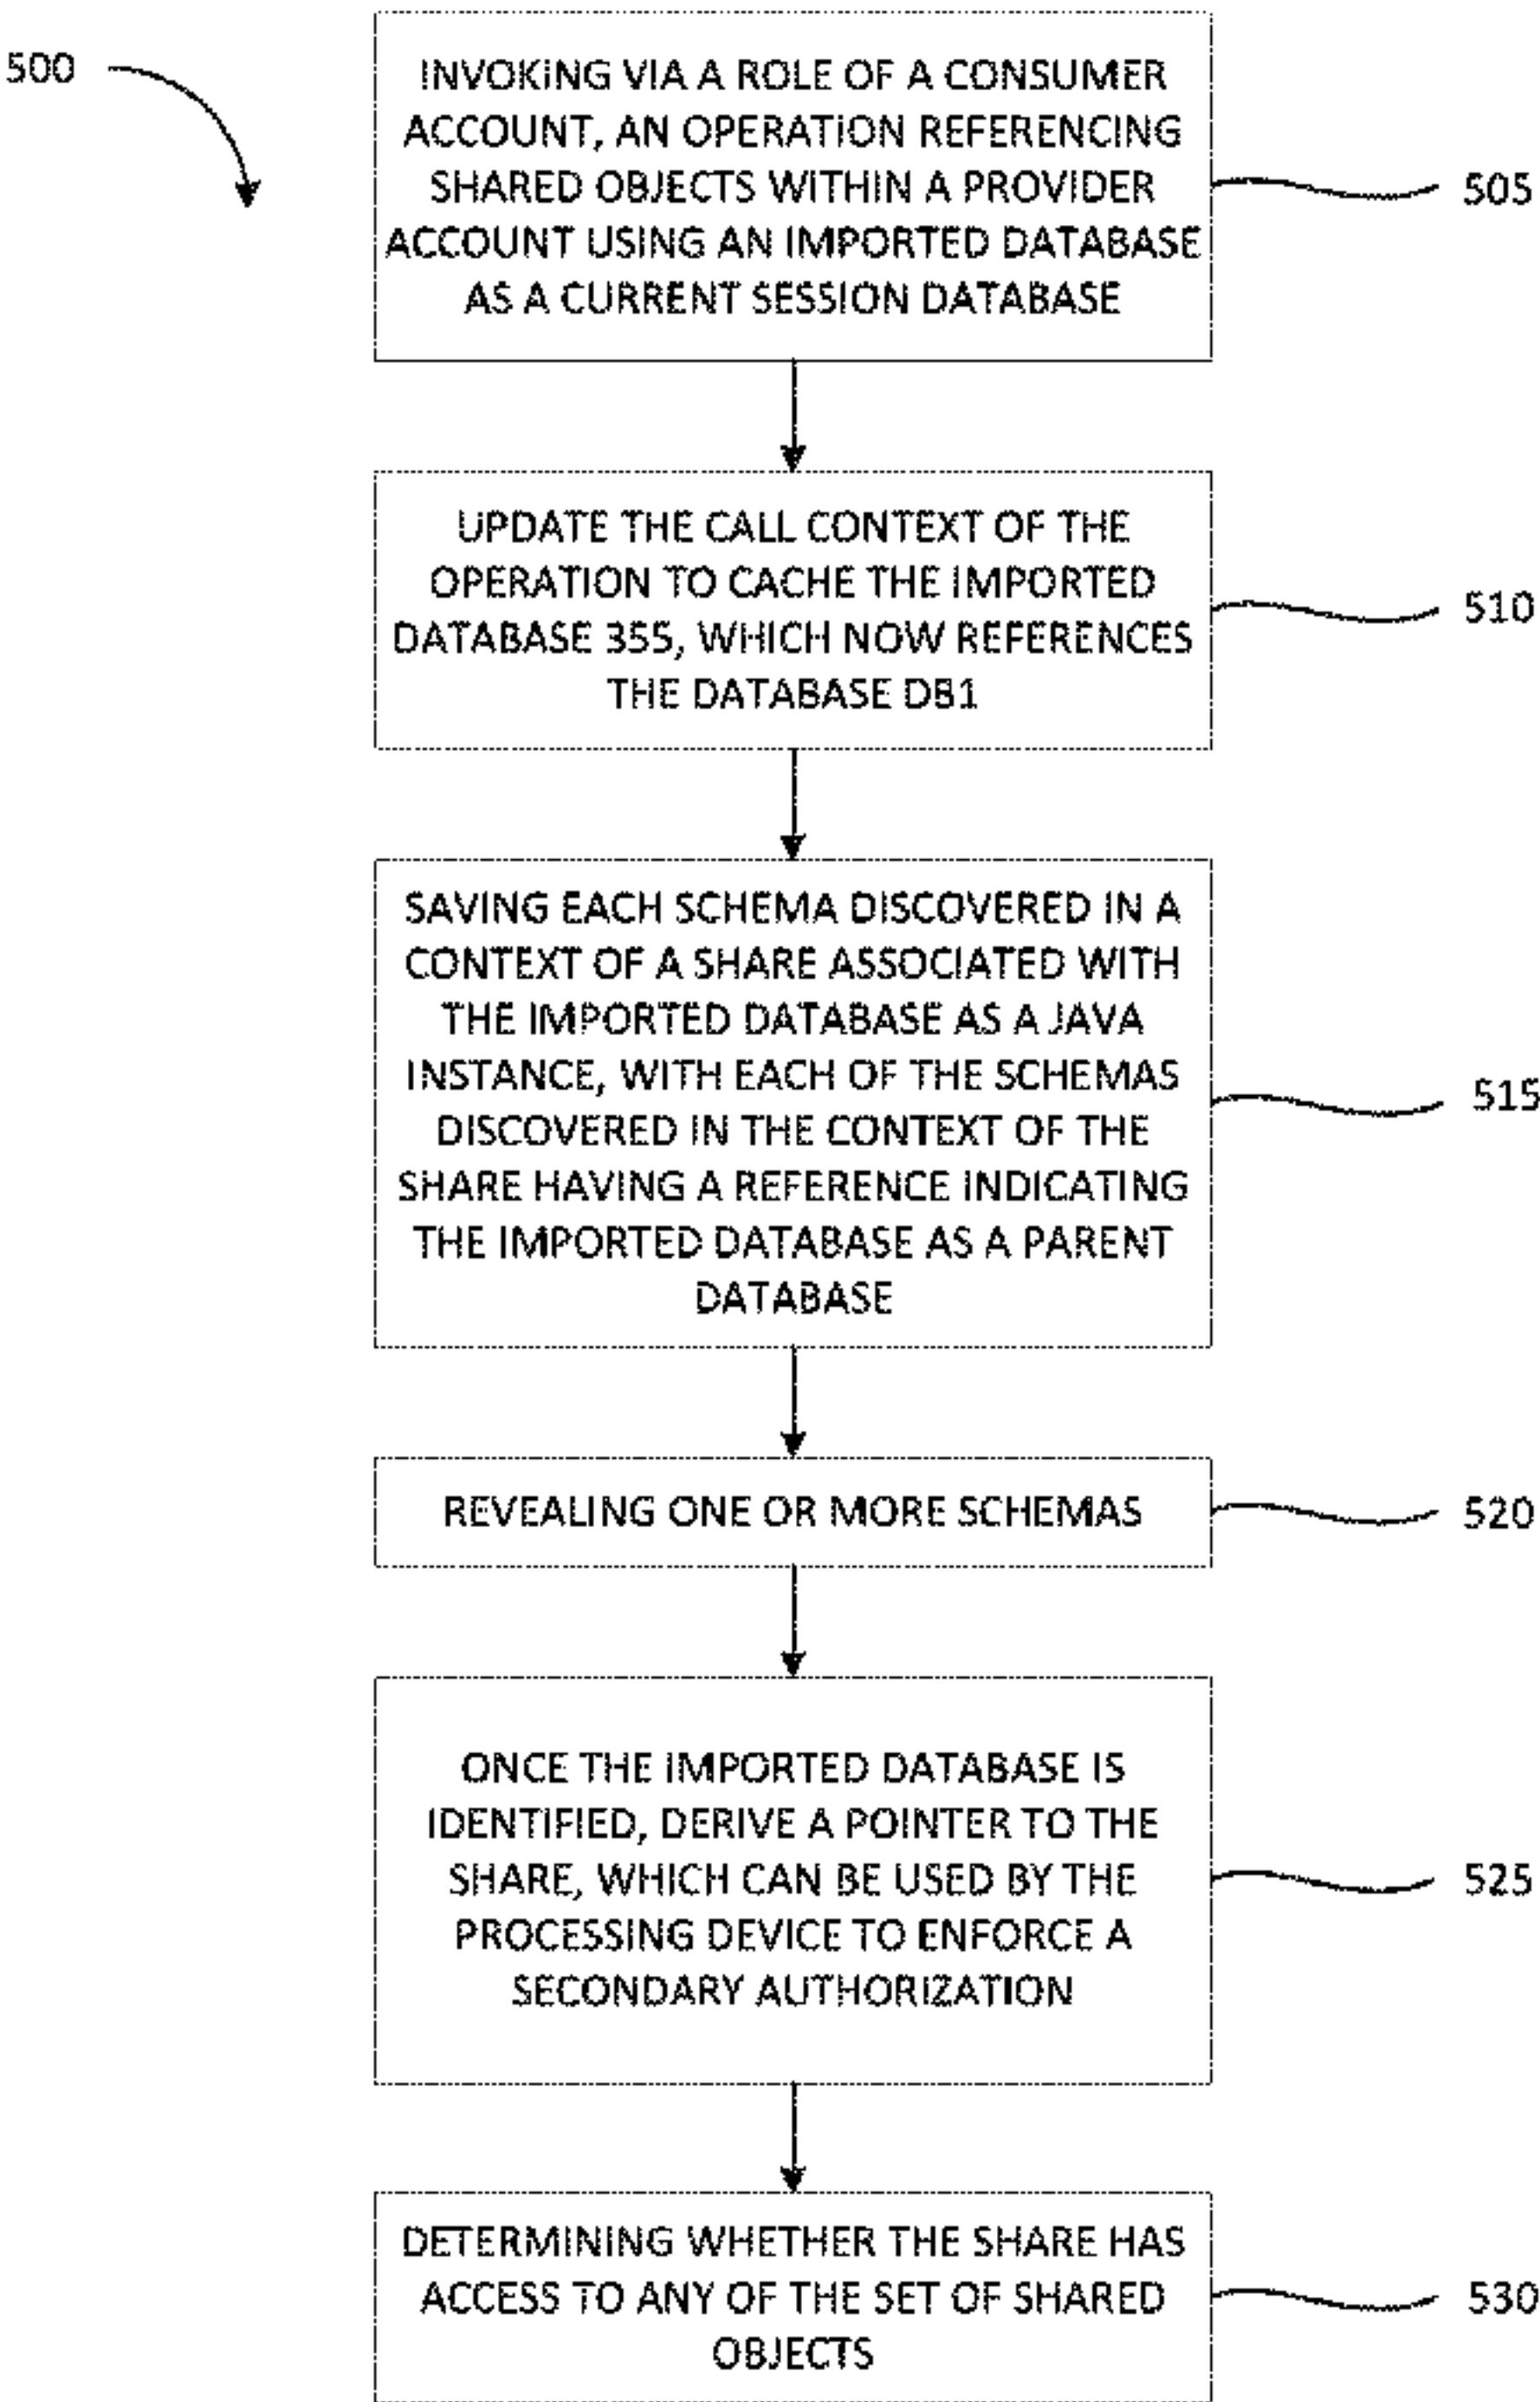 500
INVOKING VIA A ROLE OF A CONSUMER
ACCOUNT, AN OPERATION REFERENCING
SHARED OBJECTS WITHIN A PROVIDER
ACCOUNT USING AN IMPORTED DATABASE
AS A CURRENT SESSION DATABASE
505
UPDATE THE CALL CONTEXT OF THE
OPERATION TO CACHE THE IMPORTED
DATABASE 355, WHICH NOW REFERENCES
THE DATABASE DB1
510
SAVING EACH SCHEMA DISCOVERED IN A
CONTEXT OF A SHARE ASSOCIATED WITH
THE IMPORTED DATABASE AS A JAVA
INSTANCE, WITH EACH OF THE SCHEMAS
DISCOVERED IN THE CONTEXT OF THE
SHARE HAVING A REFERENCE INDICATING
THE IMPORTED DATABASE AS A PARENT
DATABASE
515
REVEALING ONE OR MORE SCHEMAS
520
ONCE THE IMPORTED DATABASE IS
IDENTIFIED, DERIVE A POINTER TO THE
SHARE, WHICH CAN BE USED BY THE
PROCESSING DEVICE TO ENFORCE A
SECONDARY AUTHORIZATION
525
DETERMINING WHETHER THE SHARE HAS
ACCESS TO ANY OF THE SET OF SHARED
OBJECTS
530